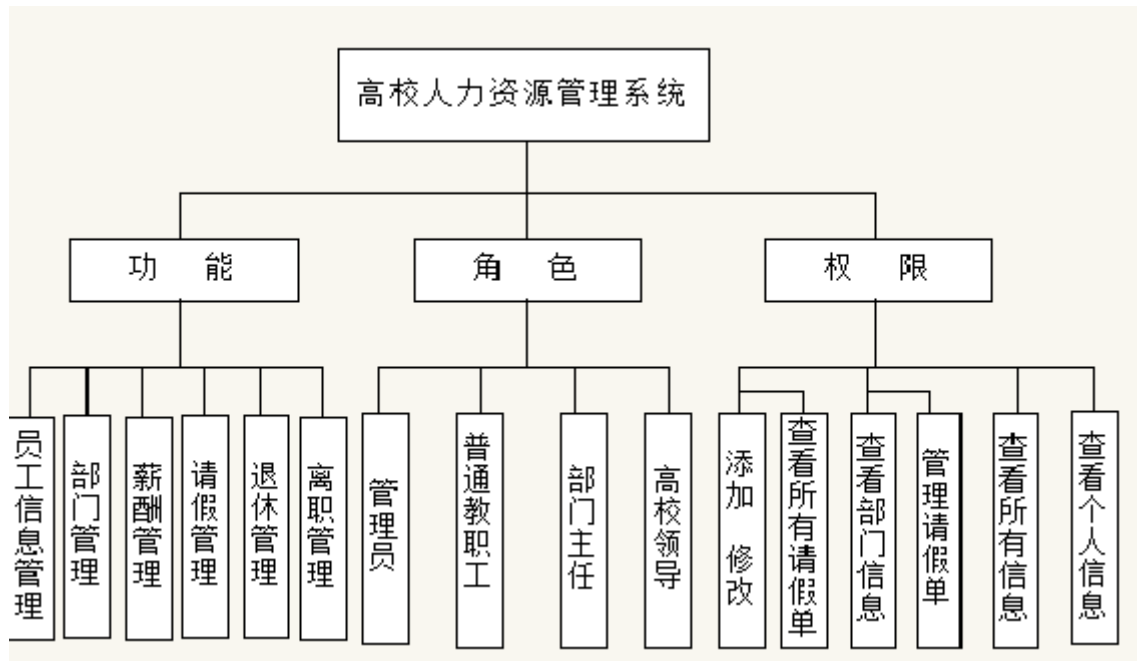 高校人力资源管理系统
功 能
角 色
权 限
员工信息管理
部门管理
薪酬管理
请假管理
退休管理
离职管理
管理员
普通教职工
部门主任
高校领导
添加 修改
查看所有请假单
查看部门信息
管理请假单
查看所有信息
查看个人信息